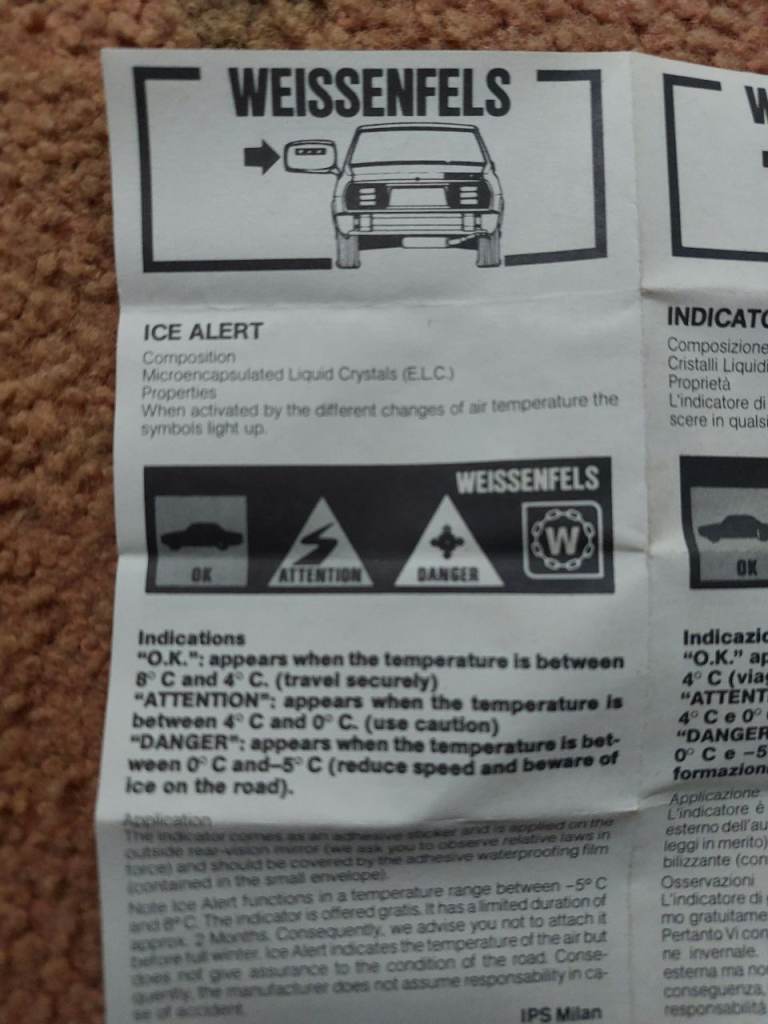 WEISSENFELS
ICE ALERT
Composition
Microencapsulated Liquid Crystals (E.L.C.)
Properties
When activated by the different changes of air temperature the
symbols light up.
WEISSENFELS
OK
ATTENTION
DANGER
W
Indications
“O.K.”: appears when the temperature is between
8° C and 4° C. (travel securely)
“ATTENTION”: appears when the temperature is
between 4° C and 0° C. (use caution)
“DANGER”: appears when the temperature is bet-
ween 0° C and–5° C (reduce speed and beware of
ice on the road).
Application
The indicator comes as an adhesive sticker and is applied on the
outside rear-vision mirror (we ask you to observe relative laws in
force) and should be covered by the adhesive waterproofing film
(contained in the small envelope).
Note Ice Alert functions in a temperature range between –5° C
and 8° C. The indicator is offered gratis. It has a limited duration of
approx. 2 Months. Consequently, we advise you not to attach it
before full winter. Ice Alert indicates the temperature of the air but
does not give assurance to the condition of the road. Conse-
quently, the manufacturer does not assume responsibility in ca-
se of accident.
IPS Milan
W
INDICATO
Composizione
Cristalli Liquidi
Proprietà
L'indicatore di
scere in qualsi
OK
Indicazio
“O.K.” ap
4° C (viag
“ATTENT
4° C e 0°
“DANGER
0° C e –5
formazion
Applicazione
L'indicatore è
esterno dell'au
leggi in merito)
bilizzante (con
Osservazioni
L'indicatore di
mo gratuitame
Pertanto Vi con
ne invernale.
esterna ma no
conseguenza,
responsabilità